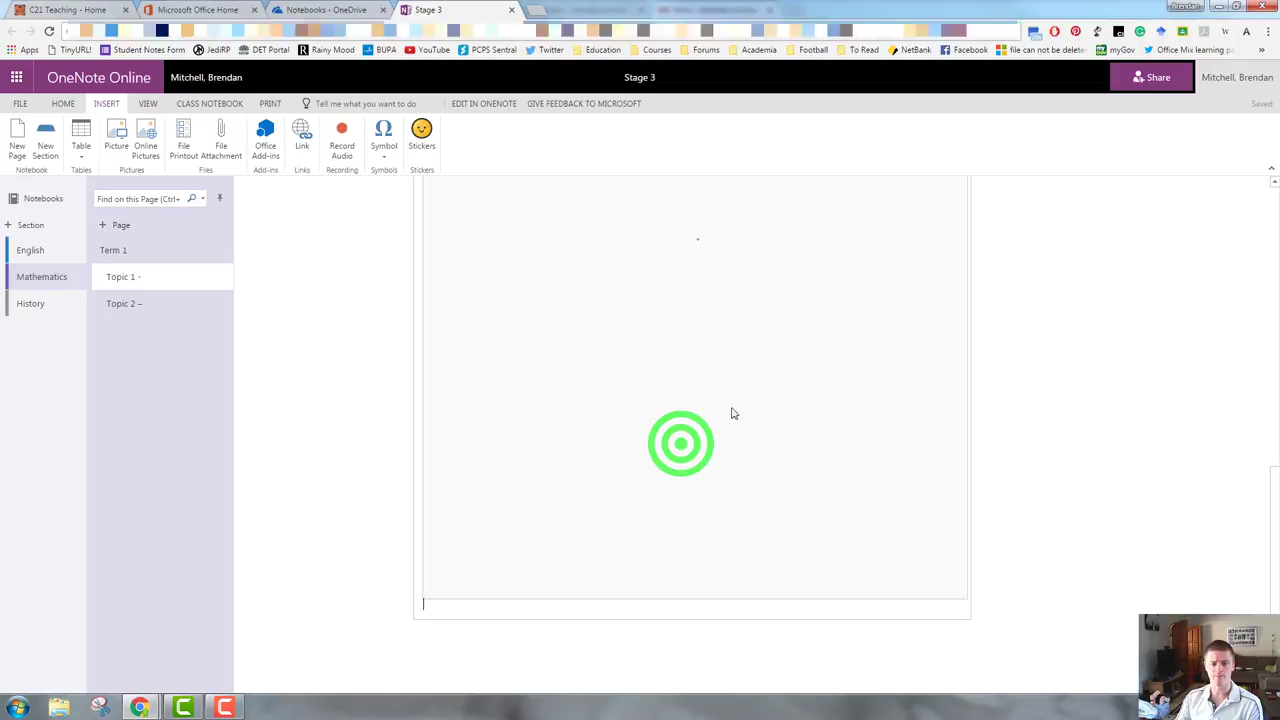 C21 Teaching - Home
Microsoft Office Home
Notebooks - OneDrive
Stage 3
Brendan
Apps
TinyURL!
Student Notes Form
JediRP
DET Portal
Rainy Mood
BUPA
YouTube
PCPS Sentral
Twitter
Education
Courses
Forums
Academia
Football
To Read
NetBank
Facebook
file can not be delete
myGov
Office Mix learning p
OneNote Online
Mitchell, Brendan
Stage 3
Share
Mitchell, Brendan
FILE
HOME
INSERT
VIEW
CLASS NOTEBOOK
PRINT
Tell me what you want to do
EDIT IN ONENOTE
GIVE FEEDBACK TO MICROSOFT
Saved
New Page
New Section
Table
Picture
Online Pictures
File Printout
File Attachment
Office Add-ins
Link
Record Audio
Symbol
Stickers
Notebook
Tables
Pictures
Files
Add-ins
Links
Recording
Symbols
Stickers
Notebooks
Find on this Page (Ctrl+
+ Section
+ Page
English
Term 1
Mathematics
Topic 1 -
History
Topic 2 –